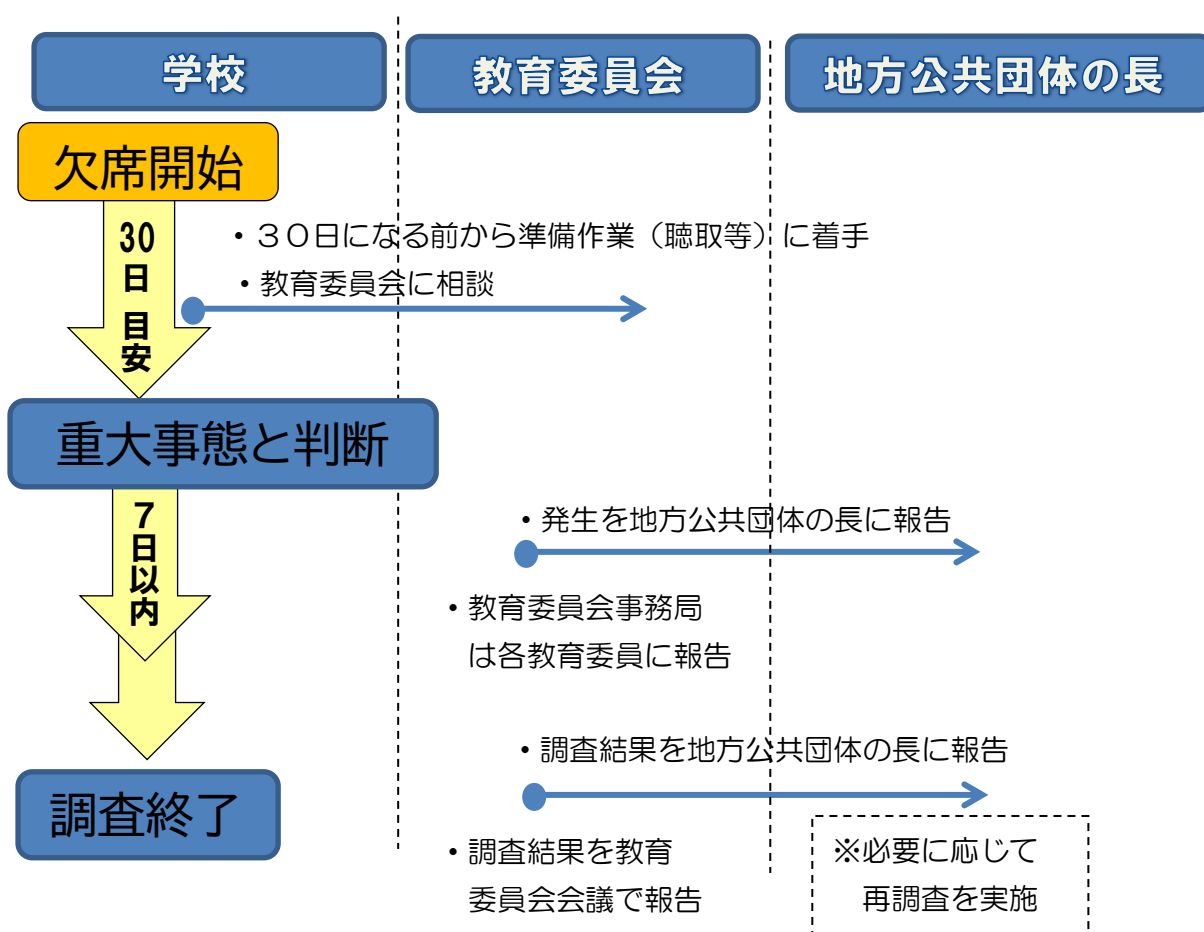 学校
教育委員会
地方公共団体の長
欠席開始
30
日
目
安
・３０日になる前から準備作業（聴取等）に着手
・教育委員会に相談
重大事態と判断
７
日
以
内
・発生を地方公共団体の長に報告
・教育委員会事務局
は各教育委員に報告
・調査結果を地方公共団体の長に報告
調査終了
・調査結果を教育
委員会会議で報告
※必要に応じて
再調査を実施